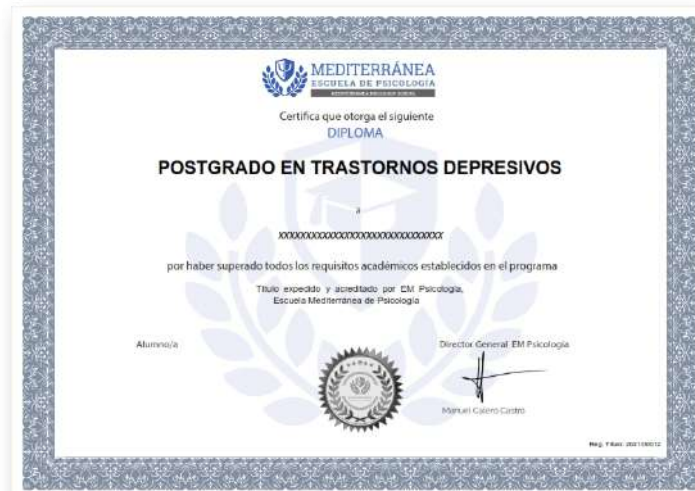 MEDITERRÁNEA
ESCUELA DE PSICOLOGÍA
Certifica que otorga el siguiente
DIPLOMA
POSTGRADO EN TRASTORNOS DEPRESIVOS
a
XXXXXXXXXXXXXXXXXXXXXXXXXXXXXX
por haber superado todos los requisitos académicos establecidos en el programa
Título expedido y acreditado por EM Psicología,
Escuela Mediterránea de Psicología
Alumno/a
Director General EM Psicología
Manuel Calero Castro